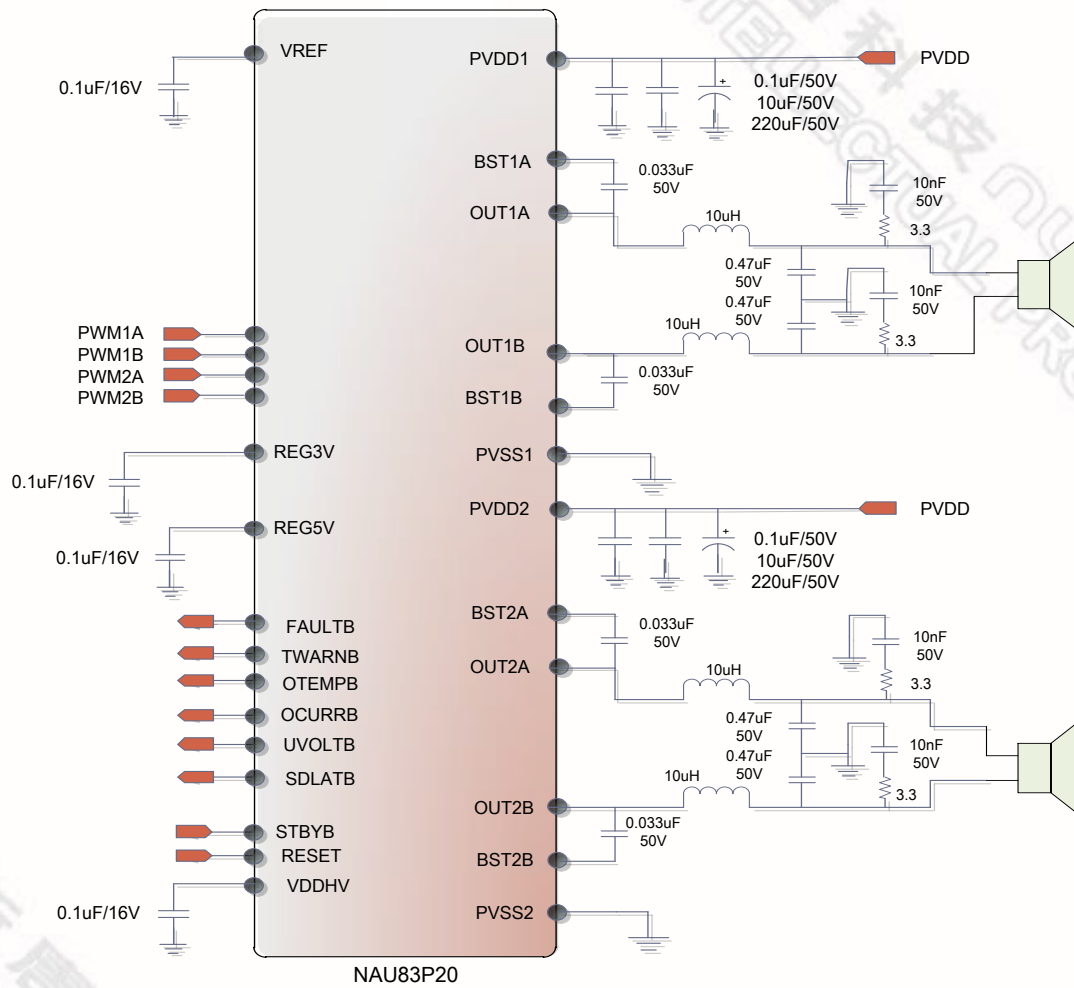 VREF
0.1uF/16V
PWM1A
PWM1B
PWM2A
PWM2B
REG3V
0.1uF/16V
REG5V
0.1uF/16V
FAULTB
TWARNB
OTEMPB
OCURRB
UVOLTB
SDLATB
STBYB
RESET
VDDHV
0.1uF/16V
PVDD1
PVDD
0.1uF/50V
10uF/50V
220uF/50V
BST1A
0.033uF
50V
OUT1A
10uH
10nF
50V
3.3
0.47uF
50V
0.47uF
50V
10nF
50V
3.3
10uH
OUT1B
0.033uF
50V
BST1B
PVSS1
PVDD2
PVDD
0.1uF/50V
10uF/50V
220uF/50V
BST2A
0.033uF
50V
OUT2A
10uH
10nF
50V
3.3
0.47uF
50V
0.47uF
50V
10nF
50V
3.3
10uH
OUT2B
0.033uF
50V
BST2B
PVSS2
NAU83P20
科技